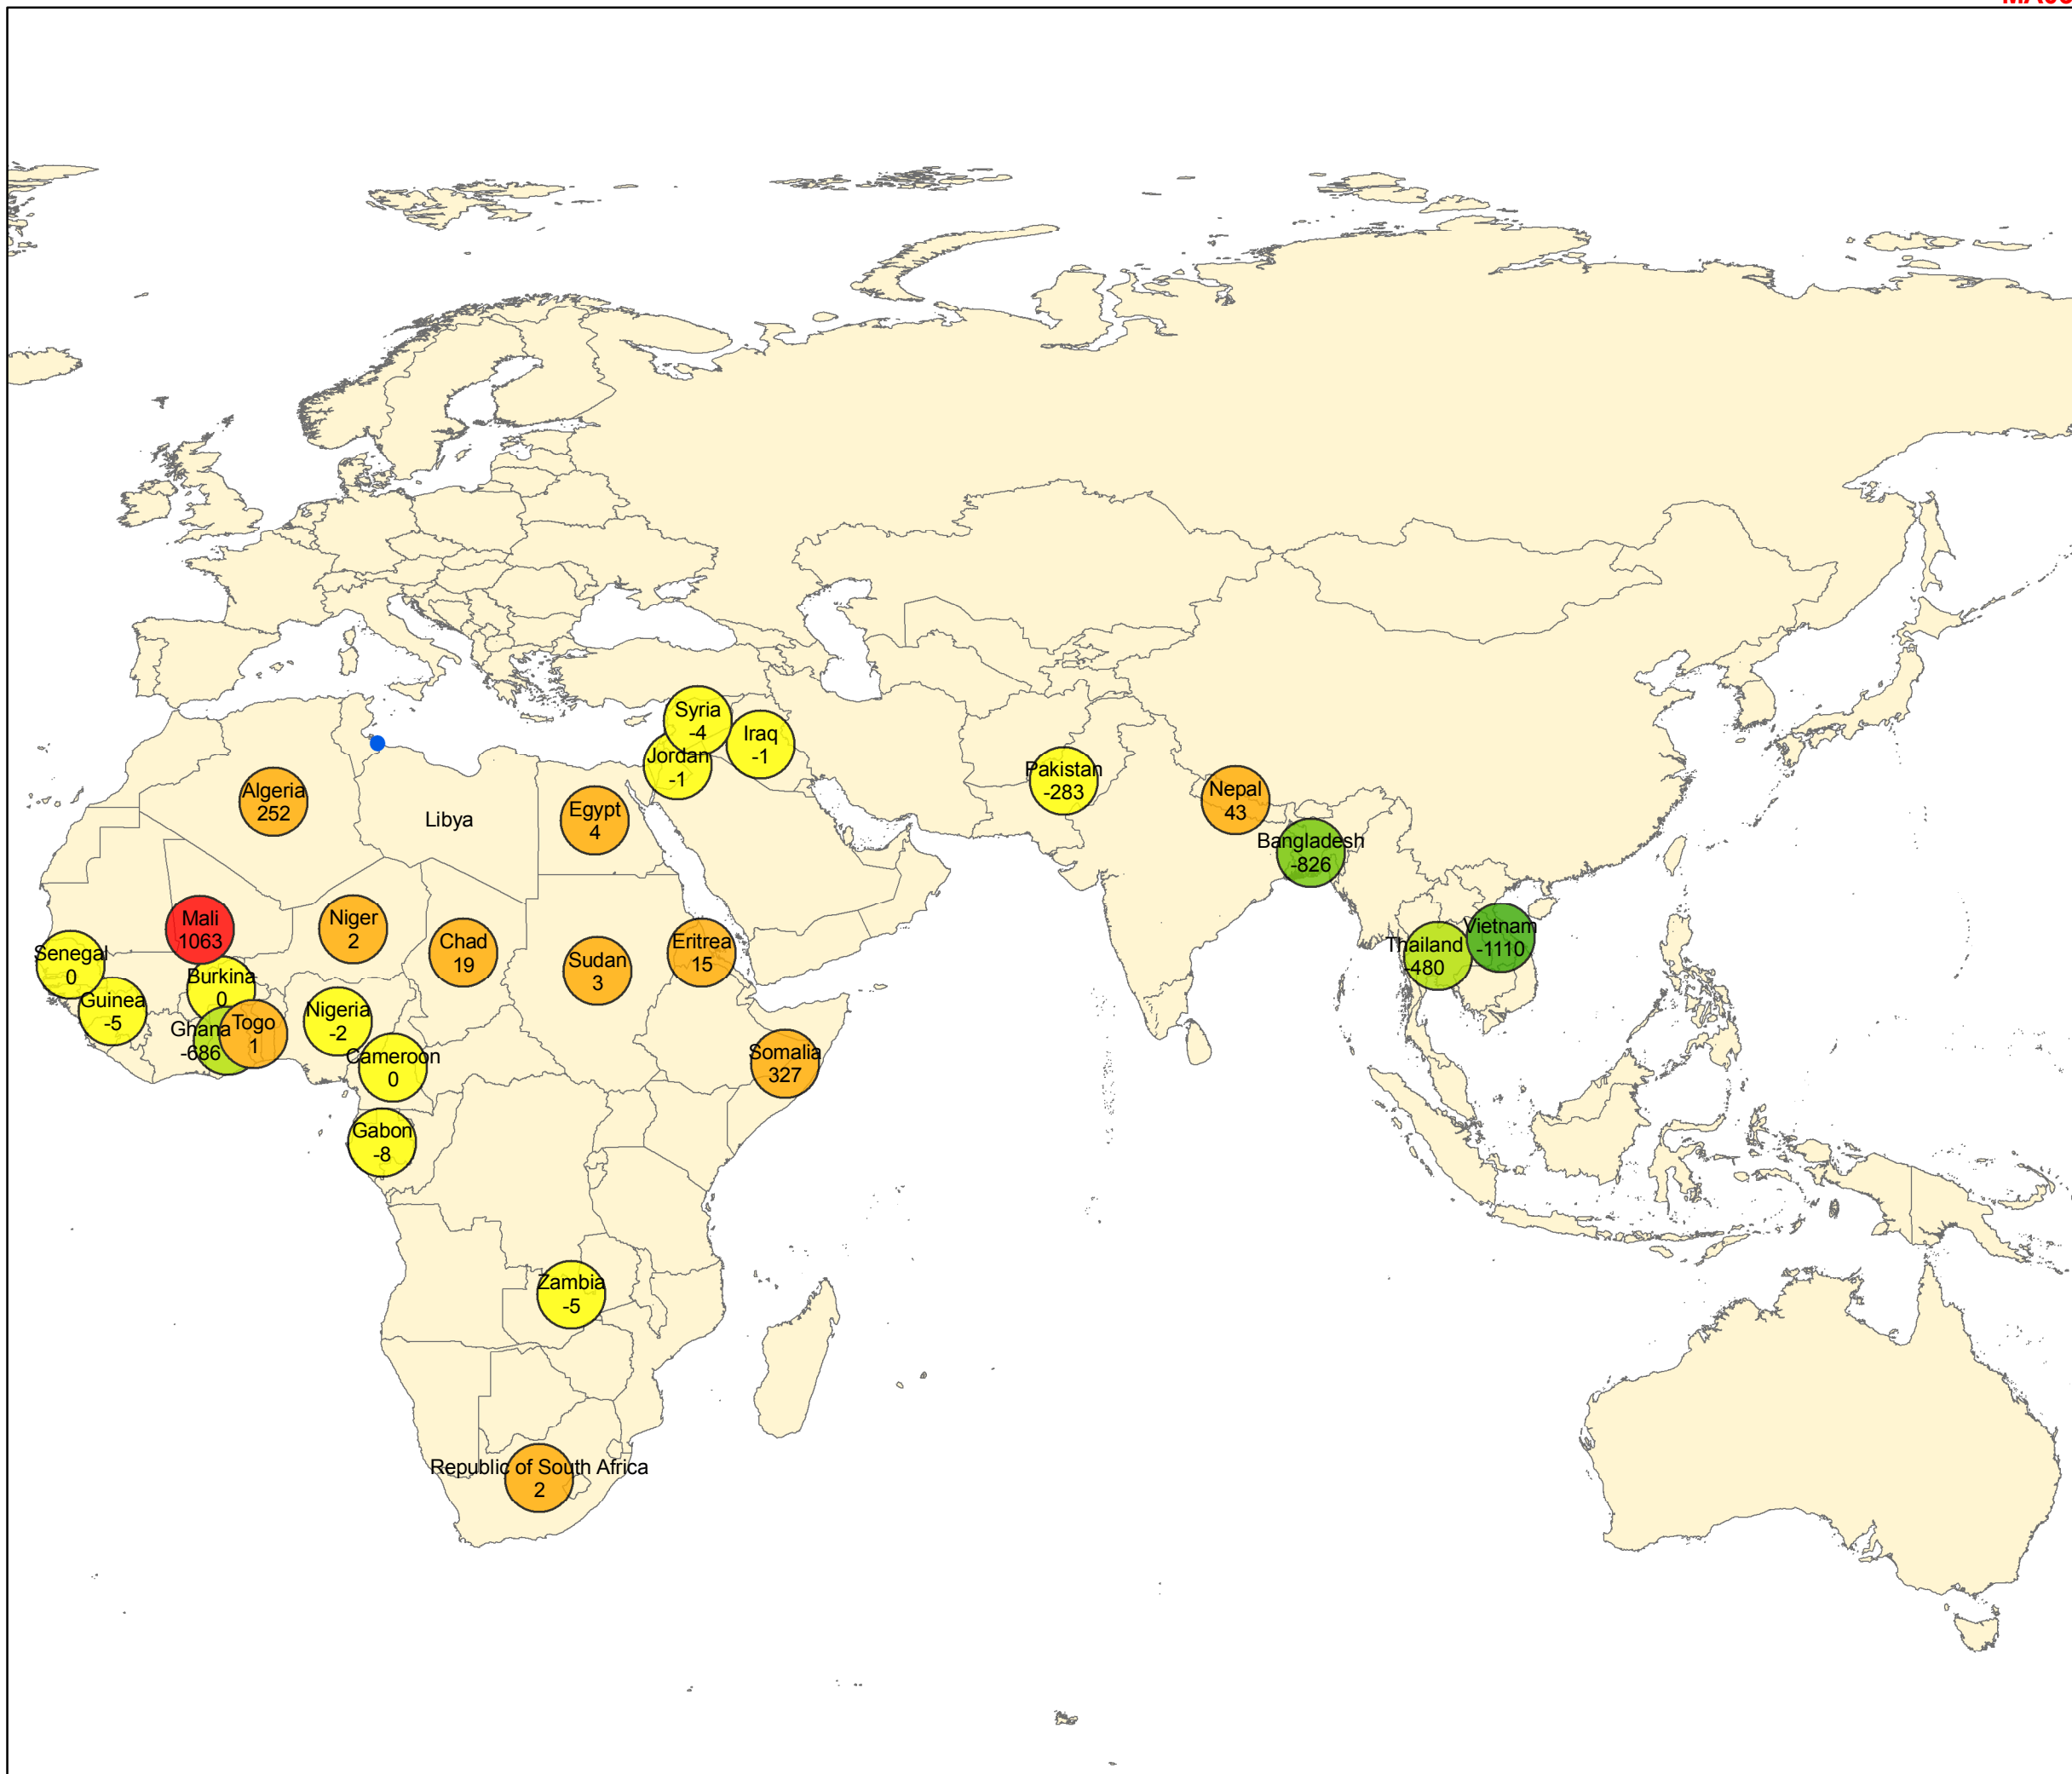 Syria
-4
Iraq
-1
Jordan
-1
Pakistan
-283
Nepal
43
Algeria
252
Libya
Egypt
4
Bangladesh
-826
Mali
1063
Niger
2
Chad
19
Sudan
3
Eritrea
15
Thailand
-480
Vietnam
-1110
Senegal
0
Burkina
0
Guinea
-5
Ghana
-686
Togo
1
Nigeria
-2
Cameroon
0
Somalia
327
Gabon
-8
Zambia
-5
Republic of South Africa
2